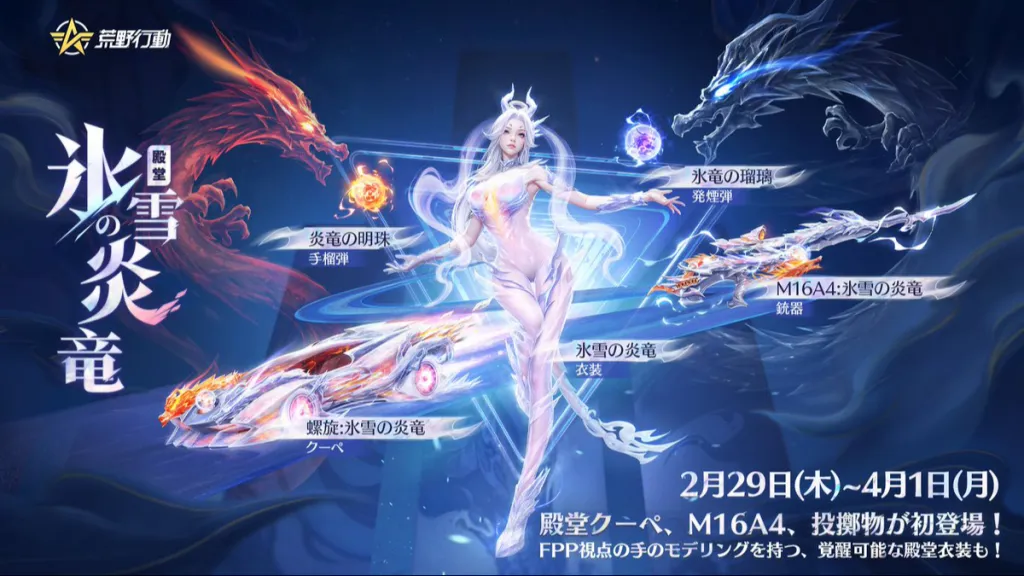 荒野行動
殿堂
氷雪の炎竜
炎竜の明珠
手榴弾
氷竜の瑠璃
発煙弾
M16A4:氷雪の炎竜
銃器
氷雪の炎竜
衣装
螺旋:氷雪の炎竜
クーペ
2月29日(木)~4月1日(月)
殿堂クーペ、M16A4、投擲物が初登場！
FPP視点の手のモデリングを持つ、覚醒可能な殿堂衣装も！